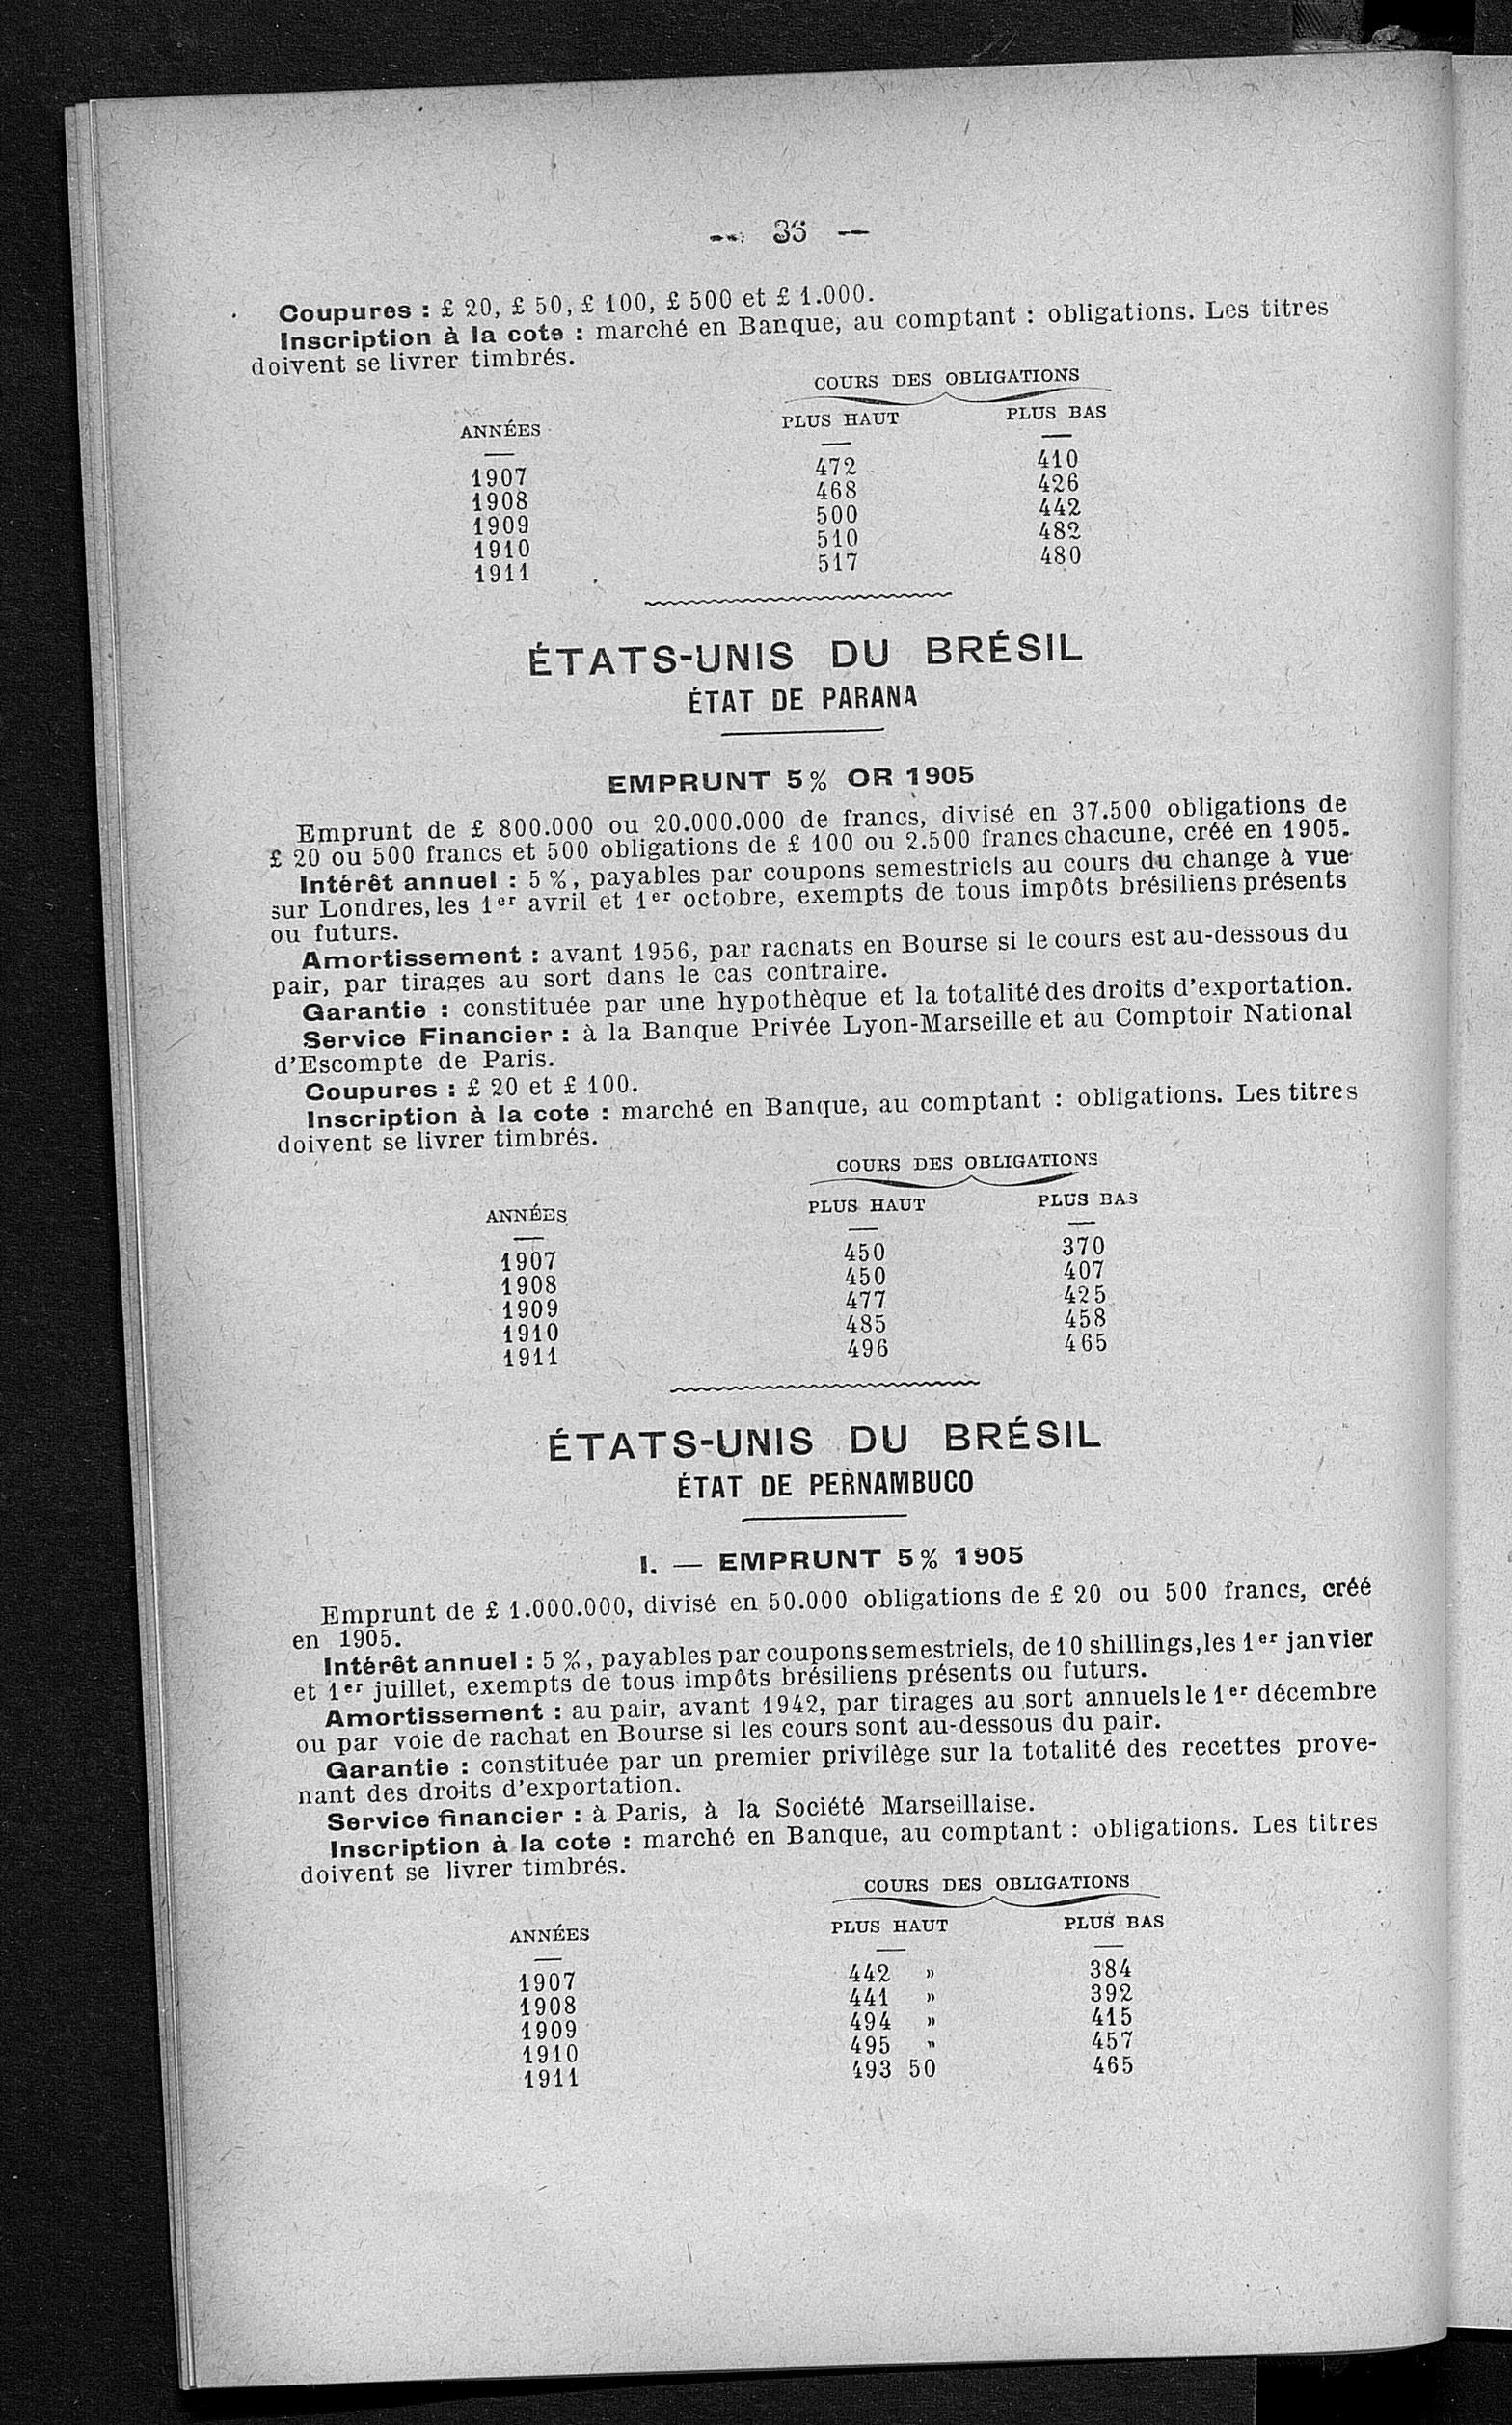 — 36 —
Coupures : £ 20, £ 50, £ 100, £ 500 et £ 1.000.
Inscription à la cote : marché en Banque, au comptant : obligations. Les titres
doivent se livrer timbrés.
COURS DES OBLIGATIONS
ANNÉES PLUS HAUT PLUS BAS
1907 472 410
1908 468 426
1909 500 442
1910 510 482
1911 517 480
ÉTATS-UNIS DU BRÉSIL
ÉTAT DE PARANA
EMPRUNT 5% OR 1905
Emprunt de £ 800.000 ou 20.000.000 de francs, divisé en 37.500 obligations de
£ 20 ou 500 francs et 500 obligations de £ 100 ou 2.500 francs chacune, créé en 1905.
Intérêt annuel : 5 %, payables par coupons semestriels au cours du change à vue
sur Londres, les 1er avril et 1er octobre, exempts de tous impôts brésiliens présents
ou futurs.
Amortissement : avant 1956, par rachats en Bourse si le cours est au-dessous du
pair, par tirages au sort dans le cas contraire.
Garantie : constituée par une hypothèque et la totalité des droits d'exportation.
Service Financier : à la Banque Privée Lyon-Marseille et au Comptoir National
d'Escompte de Paris.
Coupures : £ 20 et £ 100.
Inscription à la cote : marché en Banque, au comptant : obligations. Les titres
doivent se livrer timbrés.
COURS DES OBLIGATIONS
ANNÉES PLUS HAUT PLUS BAS
1907 450 370
1908 450 407
1909 477 425
1910 485 458
1911 496 465
ÉTATS-UNIS DU BRÉSIL
ÉTAT DE PERNAMBUCO
I. — EMPRUNT 5% 1905
Emprunt de £ 1.000.000, divisé en 50.000 obligations de £ 20 ou 500 francs, créé
en 1905.
Intérêt annuel : 5 %, payables par coupons semestriels, de 10 shillings, les 1er janvier
et 1er juillet, exempts de tous impôts brésiliens présents ou futurs.
Amortissement : au pair, avant 1942, par tirages au sort annuels le 1er décembre
ou par voie de rachat en Bourse si les cours sont au-dessous du pair.
Garantie : constituée par un premier privilège sur la totalité des recettes prove-
nant des droits d'exportation.
Service financier : à Paris, à la Société Marseillaise.
Inscription à la cote : marché en Banque, au comptant : obligations. Les titres
doivent se livrer timbrés.
COURS DES OBLIGATIONS
ANNÉES PLUS HAUT PLUS BAS
1907 442 » 384
1908 441 » 392
1909 494 » 415
1910 495 » 457
1911 493 50 465